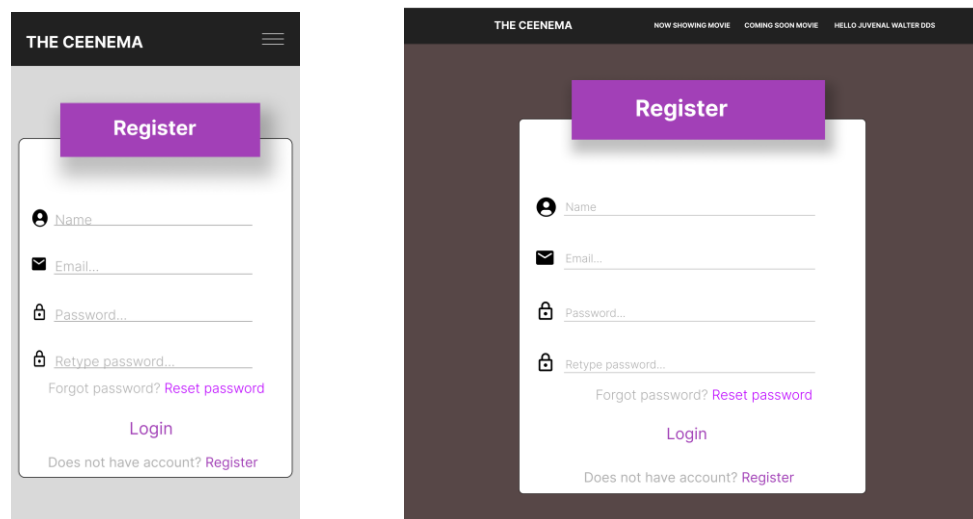 THE CEENEMA
Register
Name
Email...
Password...
Retype password...
Forgot password? Reset password
Login
Does not have account? Register
THE CEENEMA NOW SHOWING MOVIE COMING SOON MOVIE HELLO JUVENAL WALTER DDS
Register
Name
Email...
Password...
Retype password...
Forgot password? Reset password
Login
Does not have account? Register